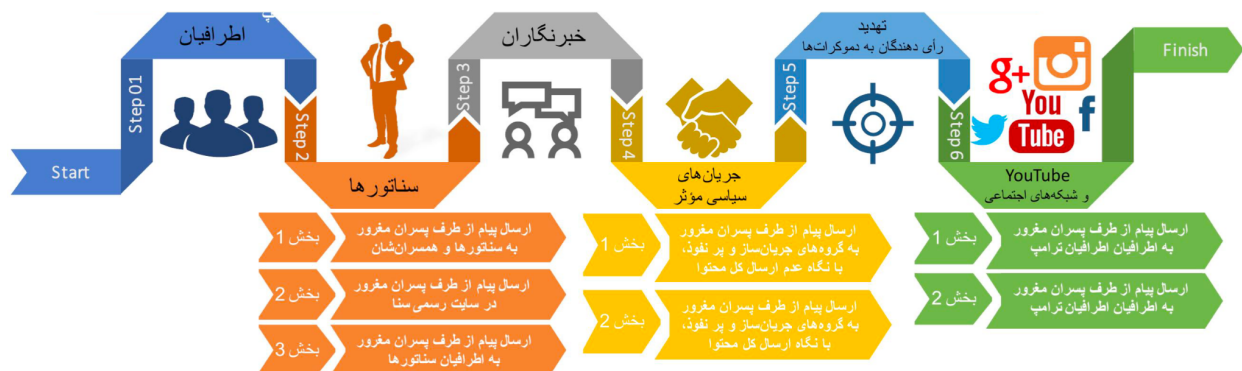 Start
Step 01
اطرافیان
Step 2
سناتورها
Step 3
خبرنگاران
Step 4
جریان‌های
سیاسی مؤثر
Step 5
تهدید
رأی دهندگان به دموکرات‌ها
Step 6
YouTube
و شبکه‌های اجتماعی
g+
You
Tube
f
Finish
بخش 1
ارسال پیام از طرف پسران مغرور
به سناتورها و همسران‌شان
بخش 2
ارسال پیام از طرف پسران مغرور
در سایت رسمی سنا
بخش 3
ارسال پیام از طرف پسران مغرور
به اطرافیان سناتورها
بخش 1
ارسال پیام از طرف پسران مغرور
به گروه‌های جریان‌ساز و پر نفوذ،
با نگاه عدم ارسال کل محتوا
بخش 2
ارسال پیام از طرف پسران مغرور
به گروه‌های جریان‌ساز و پر نفوذ،
با نگاه ارسال کل محتوا
بخش 1
ارسال پیام از طرف پسران مغرور
به اطرافیان اطرافیان ترامپ
بخش 2
ارسال پیام از طرف پسران مغرور
به اطرافیان اطرافیان ترامپ